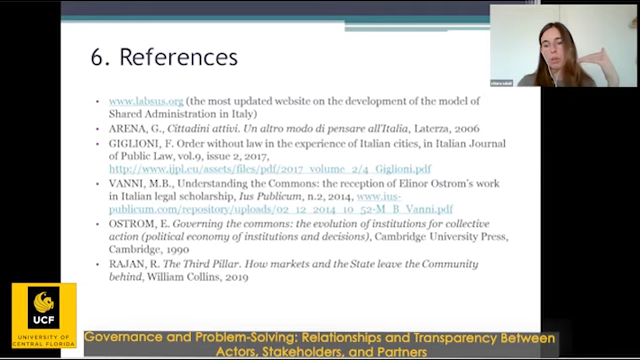 6. References
• www.labsus.org (the most updated website on the development of the model of
Shared Administration in Italy)
• ARENA, G., Cittadini attivi. Un altro modo di pensare all'Italia, Laterza, 2006
• GIGLIONI, F. Order without law in the experience of Italian cities, in Italian Journal
of Public Law, vol.9, issue 2, 2017,
http://www.ijpl.eu/assets/files/pdf/2017_volume_2/4_Giglioni.pdf
• VANNI, M.B., Understanding the Commons: the reception of Elinor Ostrom's work
in Italian legal scholarship, Ius Publicum, n.2, 2014, www.ius-
publicum.com/repository/uploads/02_12_2014_10_52-M_B_Vanni.pdf
• OSTROM, E. Governing the commons: the evolution of institutions for collective
action (political economy of institutions and decisions), Cambridge University Press,
Cambridge, 1990
• RAJAN, R. The Third Pillar. How markets and the State leave the Community
behind, William Collins, 2019
UCF
UNIVERSITY OF
CENTRAL FLORIDA
Governance and Problem-Solving: Relationships and Transparency Between
Actors, Stakeholders, and Partners